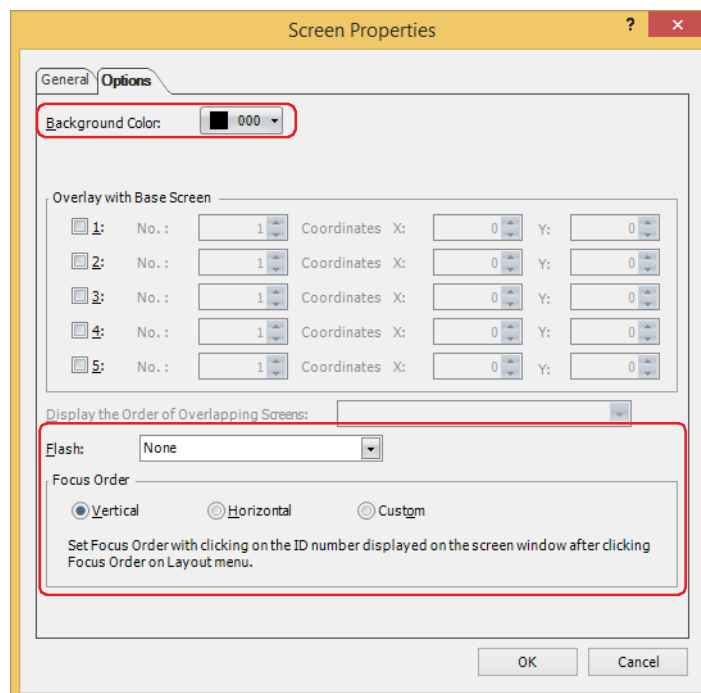 Screen Properties
?
General Options
Background Color: 000
Overlay with Base Screen
1: No.: 1 Coordinates X: 0 Y: 0
2: No.: 1 Coordinates X: 0 Y: 0
3: No.: 1 Coordinates X: 0 Y: 0
4: No.: 1 Coordinates X: 0 Y: 0
5: No.: 1 Coordinates X: 0 Y: 0
Display the Order of Overlapping Screens:
Flash: None
Focus Order
Vertical Horizontal Custom
Set Focus Order with clicking on the ID number displayed on the screen window after clicking
Focus Order on Layout menu.
OK Cancel